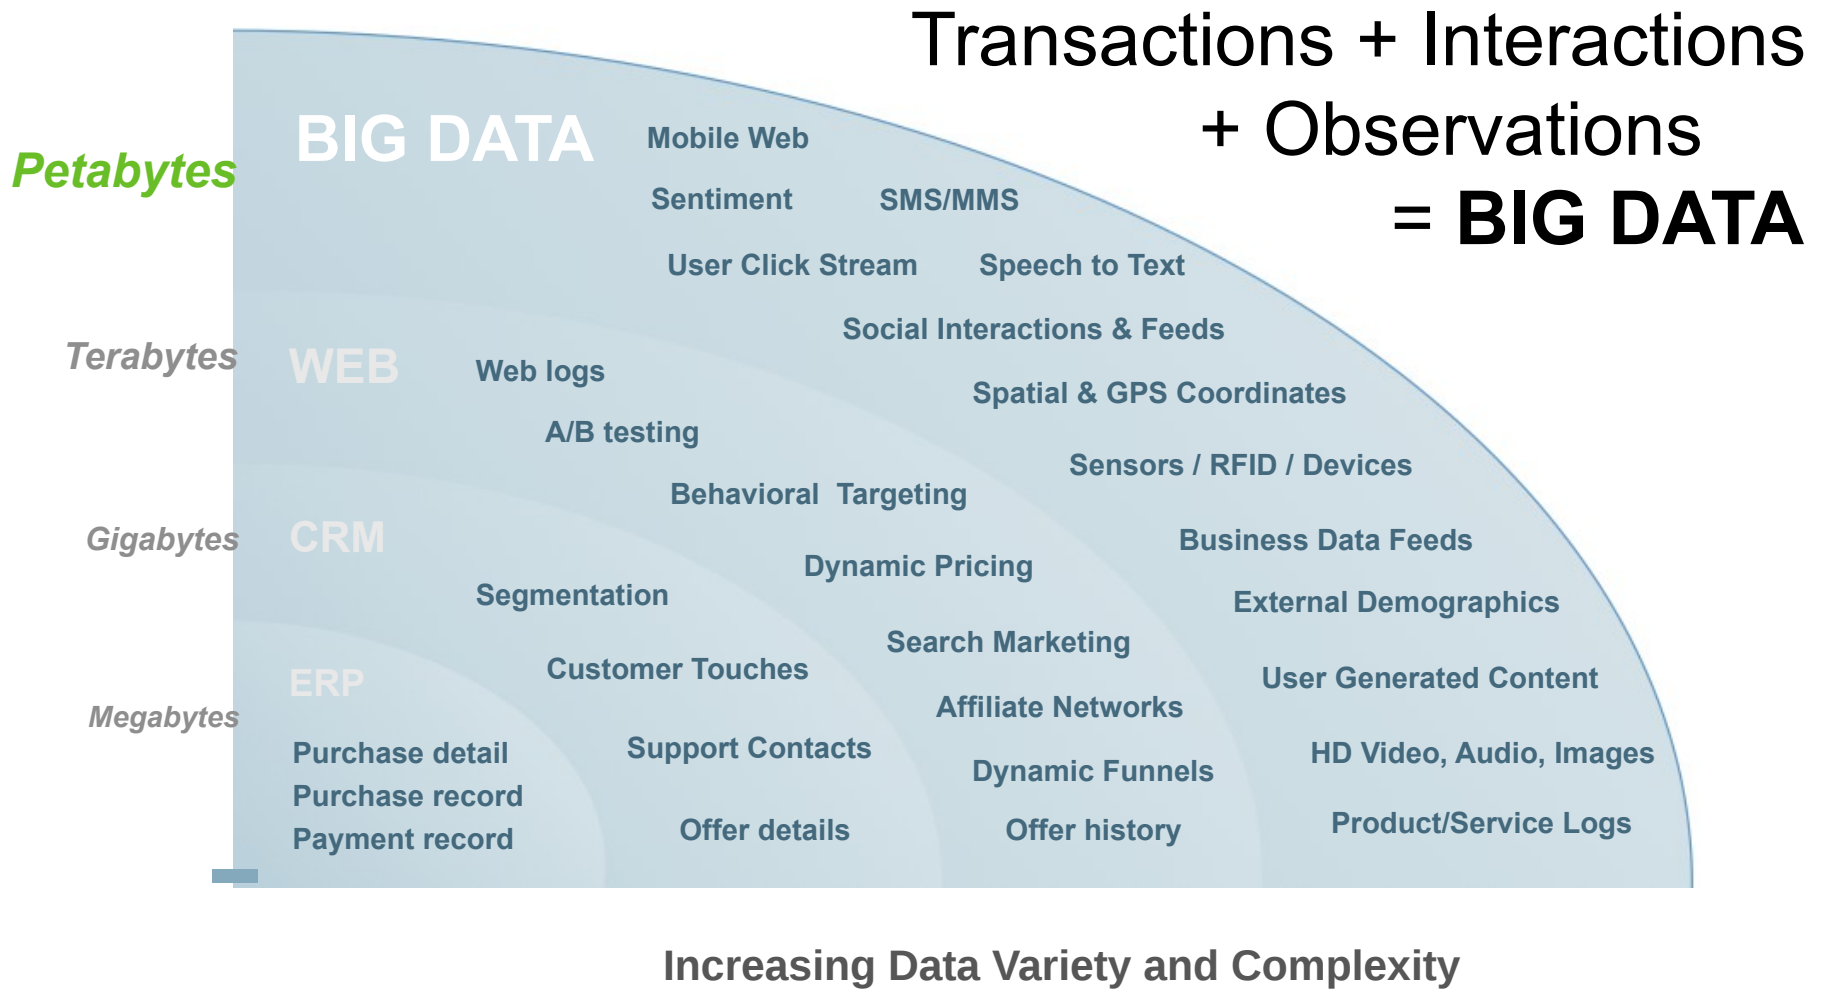 Transactions + Interactions
+ Observations
= BIG DATA
BIG DATA
Mobile Web
Petabytes
Sentiment
SMS/MMS
User Click Stream
Speech to Text
Social Interactions & Feeds
Terabytes
WEB
Web logs
Spatial & GPS Coordinates
A/B testing
Sensors / RFID / Devices
Behavioral Targeting
Gigabytes
CRM
Business Data Feeds
Dynamic Pricing
Segmentation
External Demographics
Search Marketing
ERP
Customer Touches
User Generated Content
Megabytes
Affiliate Networks
Purchase detail
Support Contacts
HD Video, Audio, Images
Dynamic Funnels
Purchase record
Payment record
Offer details
Offer history
Product/Service Logs
Increasing Data Variety and Complexity